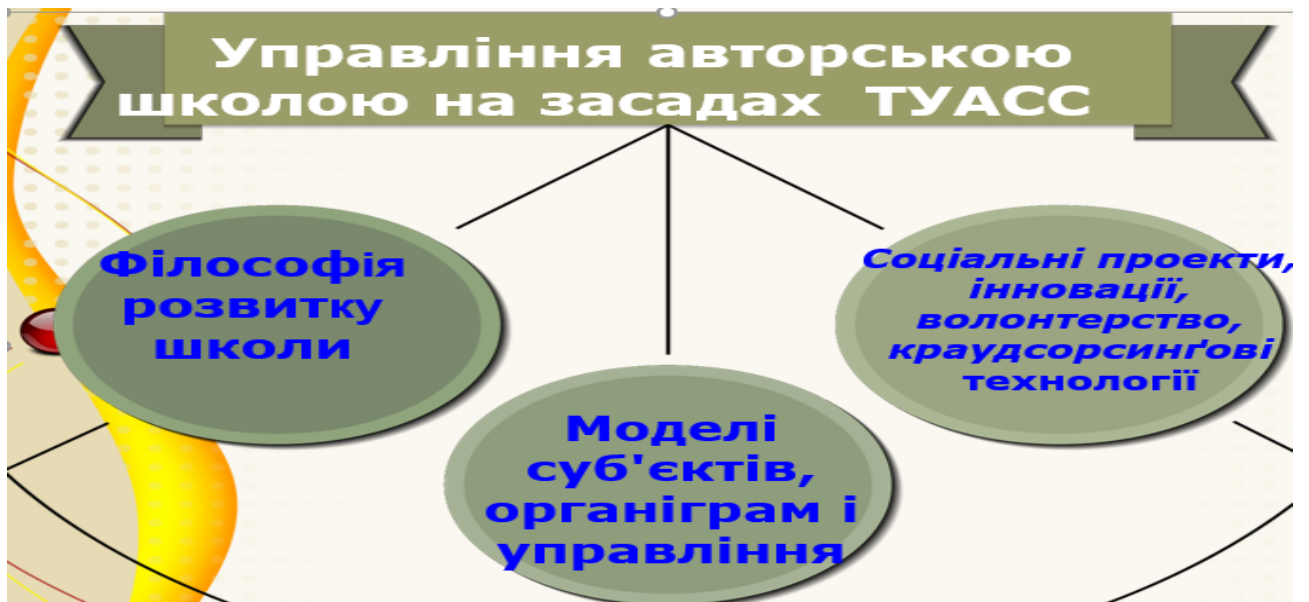 Управління авторською
школою на засадах ТУАСС
Філософія
розвитку
школи
Соціальні проекти,
інновації,
волонтерство,
краудсорсинґові
технології
Моделі
суб'єктів,
органіграм і
управління